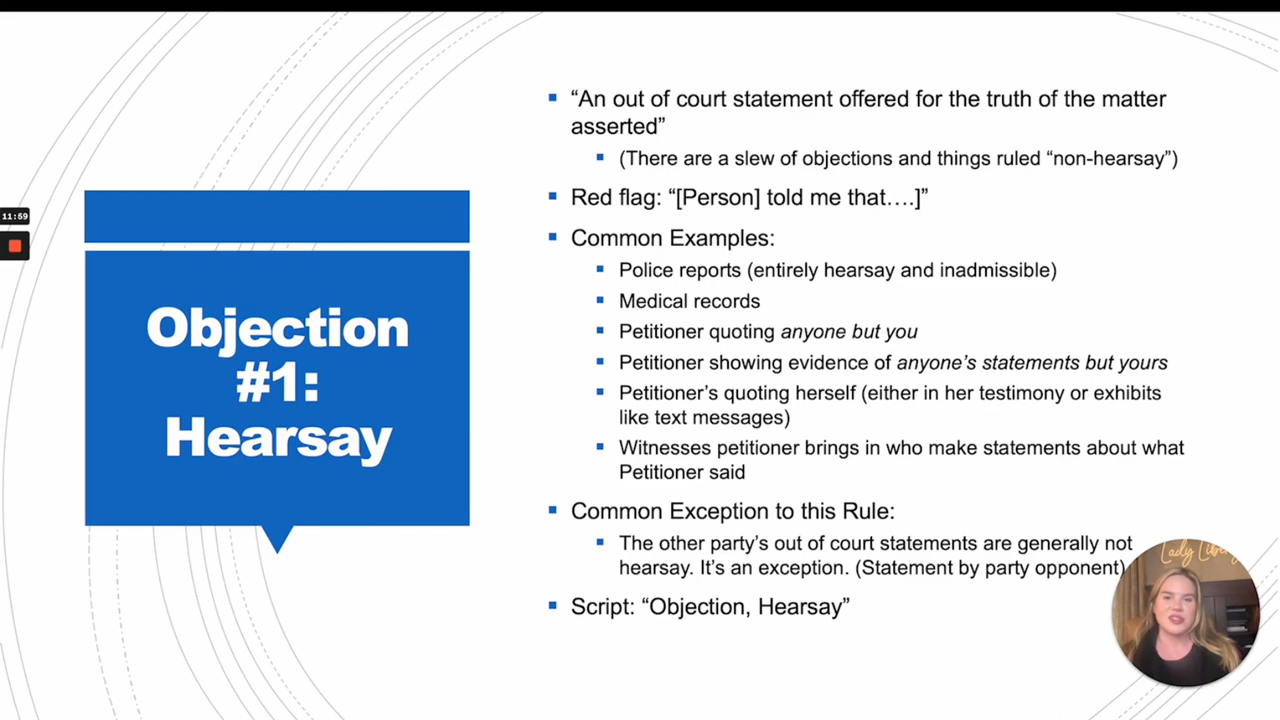 "An out of court statement offered for the truth of the matter
asserted"
(There are a slew of objections and things ruled "non-hearsay")
Red flag: "[Person] told me that….]"
Common Examples:
Police reports (entirely hearsay and inadmissible)
Medical records
Petitioner quoting anyone but you
Petitioner showing evidence of anyone's statements but yours
Petitioner's quoting herself (either in her testimony or exhibits
like text messages)
Witnesses petitioner brings in who make statements about what
Petitioner said
Common Exception to this Rule:
The other party's out of court statements are generally not
hearsay. It's an exception. (Statement by party opponent)
Script: "Objection, Hearsay"
Objection
#1:
Hearsay
11:59
Lady